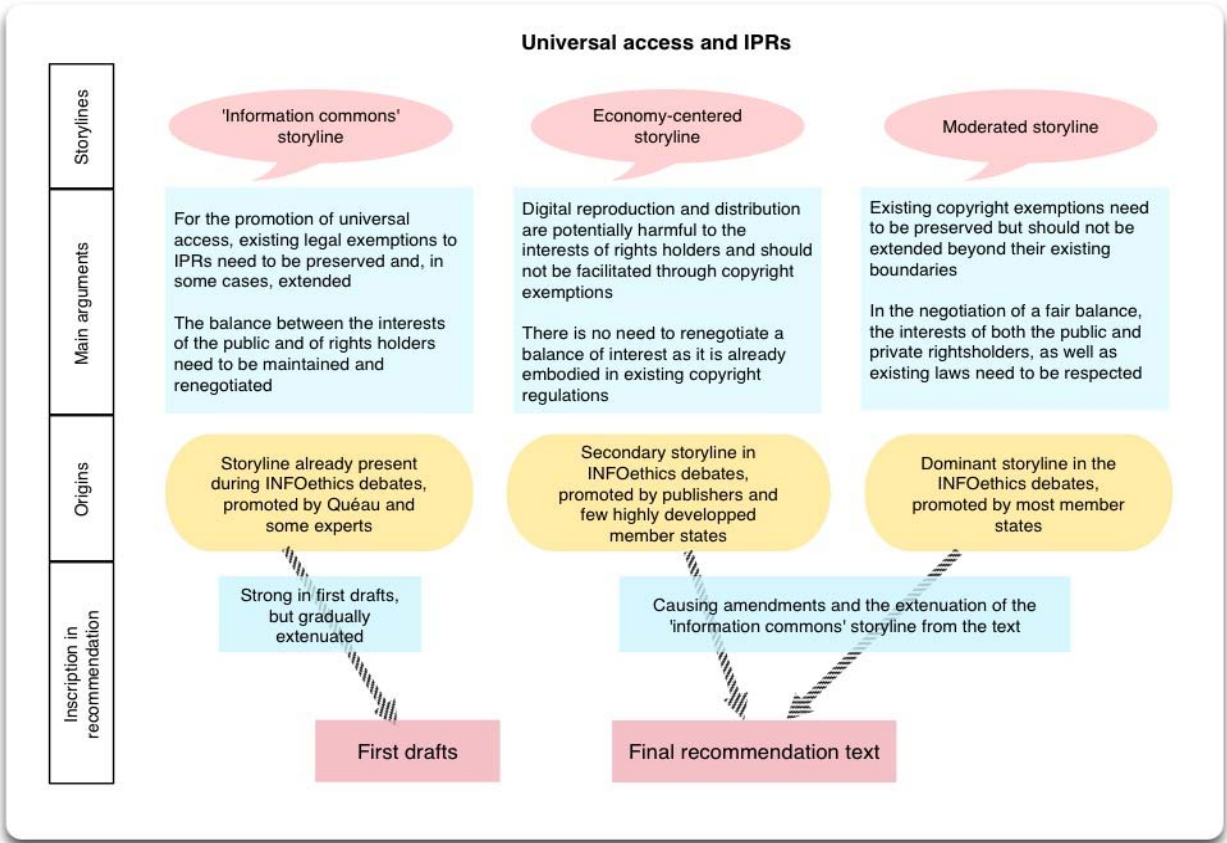 Universal access and IPRs
Storylines
'Information commons'
storyline
Economy-centered
storyline
Moderated storyline
Main arguments
For the promotion of universal
access, existing legal exemptions to
IPRs need to be preserved and, in
some cases, extended
The balance between the interests
of the public and of rights holders
need to be maintained and
renegotiated
Digital reproduction and distribution
are potentially harmful to the
interests of rights holders and should
not be facilitated through copyright
exemptions
There is no need to renegotiate a
balance of interest as it is already
embodied in existing copyright
regulations
Existing copyright exemptions need
to be preserved but should not be
extended beyond their existing
boundaries
In the negotiation of a fair balance,
the interests of both the public and
private rightsholders, as well as
existing laws need to be respected
Origins
Storyline already present
during INFOethics debates,
promoted by Quéau and
some experts
Secondary storyline in
INFOethics debates,
promoted by publishers and
few highly developped
member states
Dominant storyline in the
INFOethics debates,
promoted by most member
states
Inscription in
recommendation
Strong in first drafts,
but gradually
extenuated
Causing amendments and the extenuation of the
'information commons' storyline from the text
First drafts
Final recommendation text